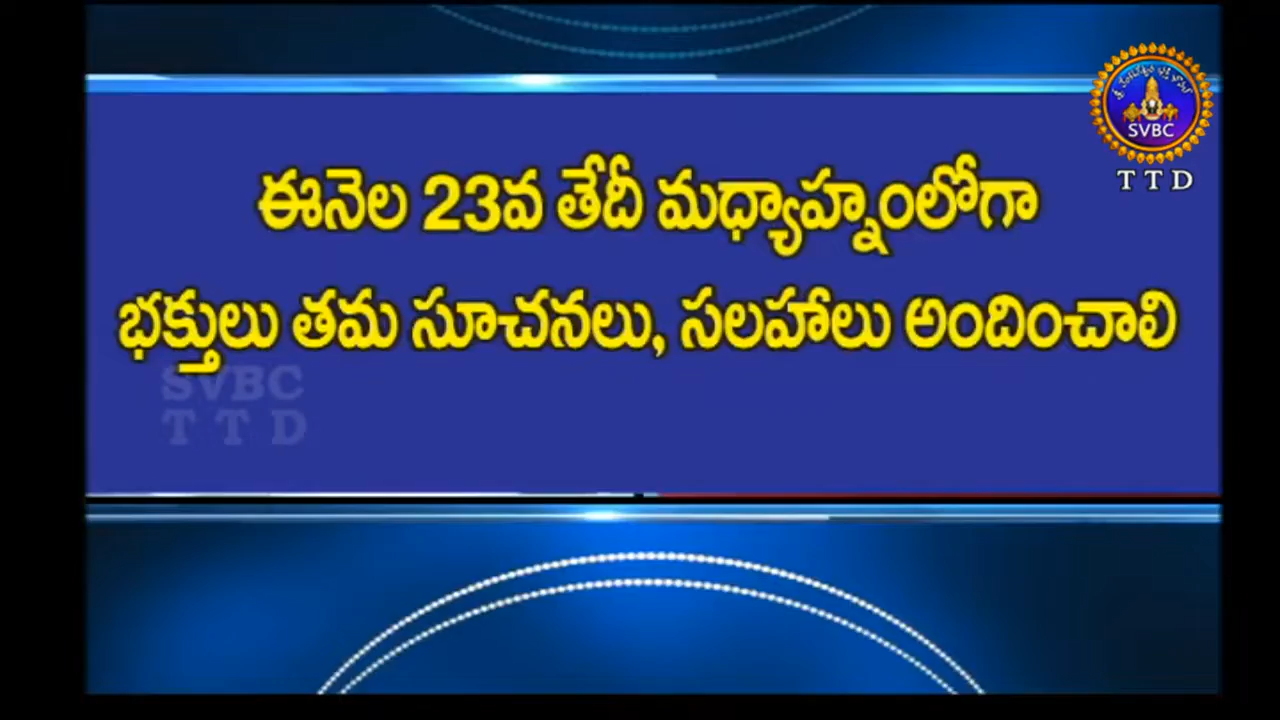 ఈనెల 23వ తేదీ మధ్యాహ్నంలోగా
భక్తులు తమ సూచనలు, సలహాలు అందించాలి
SVBC
TTD
SVBC
TTD